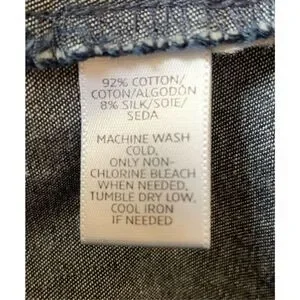 92% COTTON/
COTON/ALGODÓN
8% SILK/SOIE/
SEDA
MACHINE WASH
COLD,
ONLY NON-
CHLORINE BLEACH
WHEN NEEDED,
TUMBLE DRY LOW,
COOL IRON
IF NEEDED